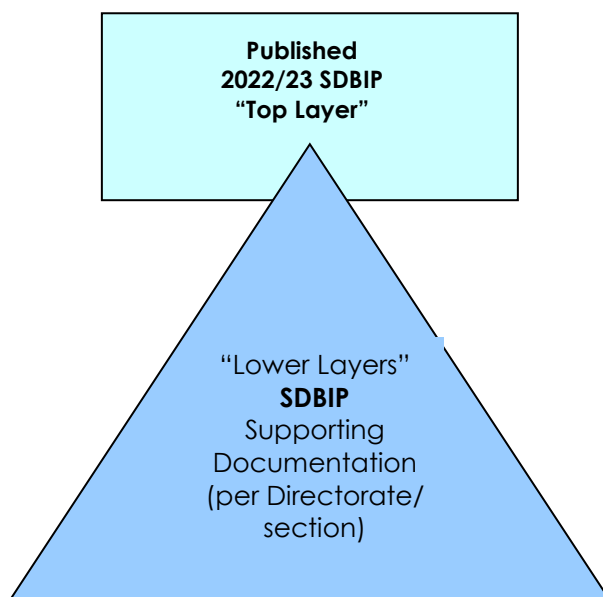 Published
2022/23 SDBIP
“Top Layer”
“Lower Layers”
SDBIP
Supporting
Documentation
(per Directorate/
section)